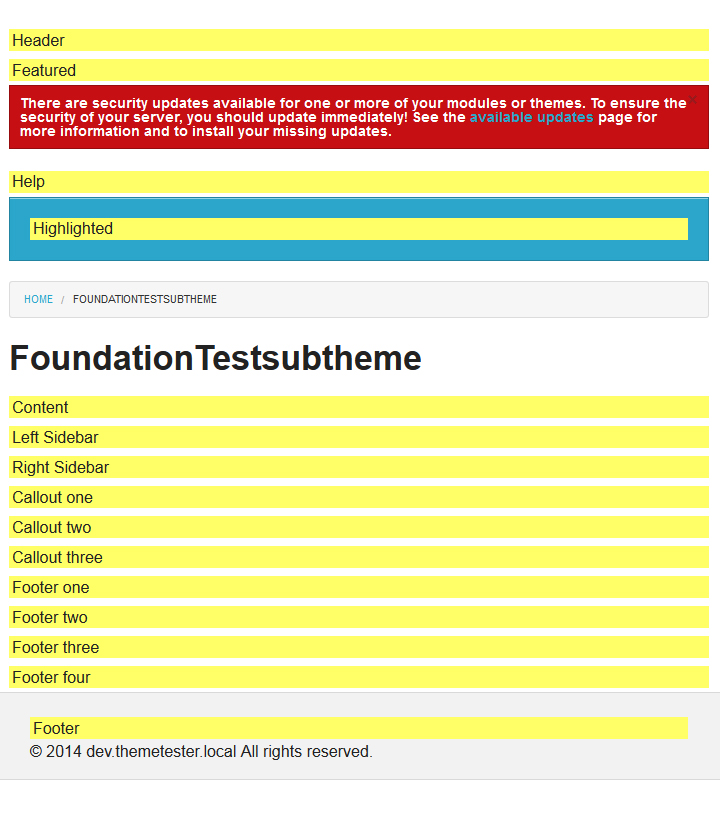 Header
Featured
There are security updates available for one or more of your modules or themes. To ensure the ×
security of your server, you should update immediately! See the available updates page for
more information and to install your missing updates.
Help
Highlighted
HOME / FOUNDATIONTESTSUBTHEME
FoundationTestsubtheme
Content
Left Sidebar
Right Sidebar
Callout one
Callout two
Callout three
Footer one
Footer two
Footer three
Footer four
Footer
© 2014 dev.themetester.local All rights reserved.